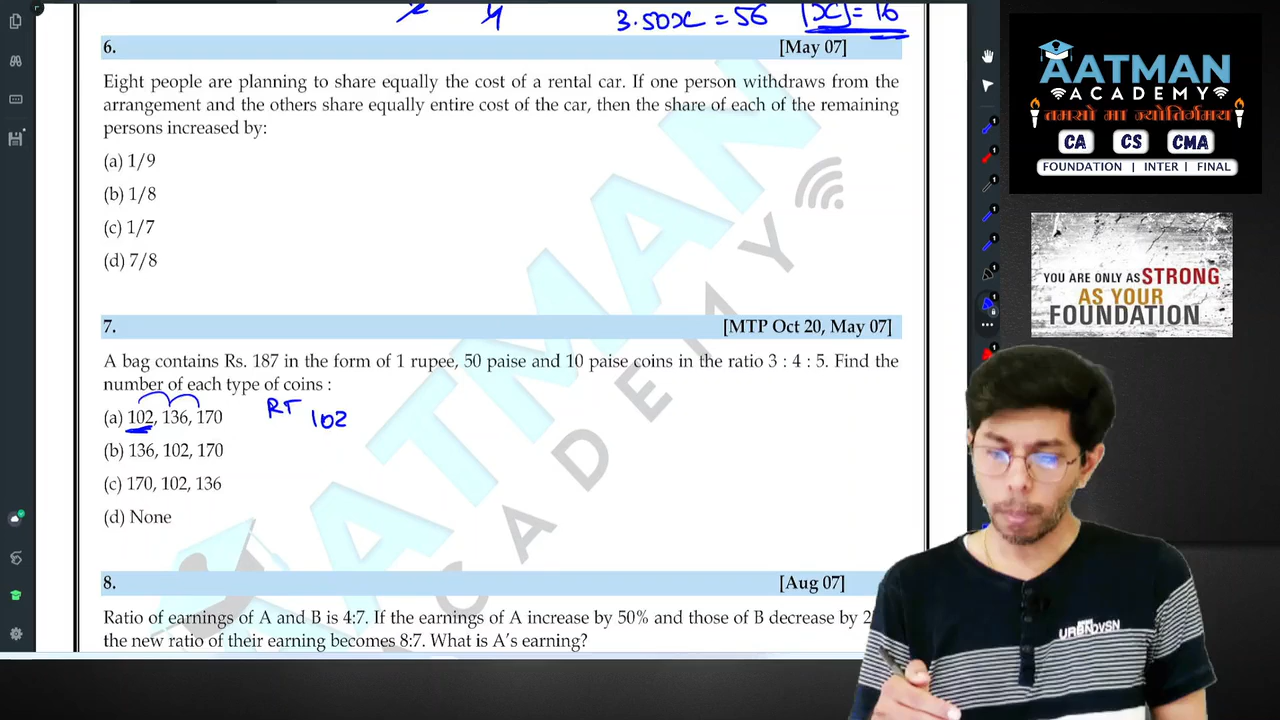 3.50x = 56 |x| = 16
6. [May 07]
Eight people are planning to share equally the cost of a rental car. If one person withdraws from the
arrangement and the others share equally entire cost of the car, then the share of each of the remaining
persons increased by:
(a) 1/9
(b) 1/8
(c) 1/7
(d) 7/8
7. [MTP Oct 20, May 07]
A bag contains Rs. 187 in the form of 1 rupee, 50 paise and 10 paise coins in the ratio 3 : 4 : 5. Find the
number of each type of coins :
(a) 102, 136, 170 RT 102
(b) 136, 102, 170
(c) 170, 102, 136
(d) None
8. [Aug 07]
Ratio of earnings of A and B is 4:7. If the earnings of A increase by 50% and those of B decrease by 2
the new ratio of their earning becomes 8:7. What is A's earning?
AATMAN ACADEMY
AATMAN
ACADEMY
तमसो मा ज्योतिर्गमय
CA CS CMA
FOUNDATION | INTER | FINAL
YOU ARE ONLY AS STRONG
AS YOUR
FOUNDATION
URBNDVSN